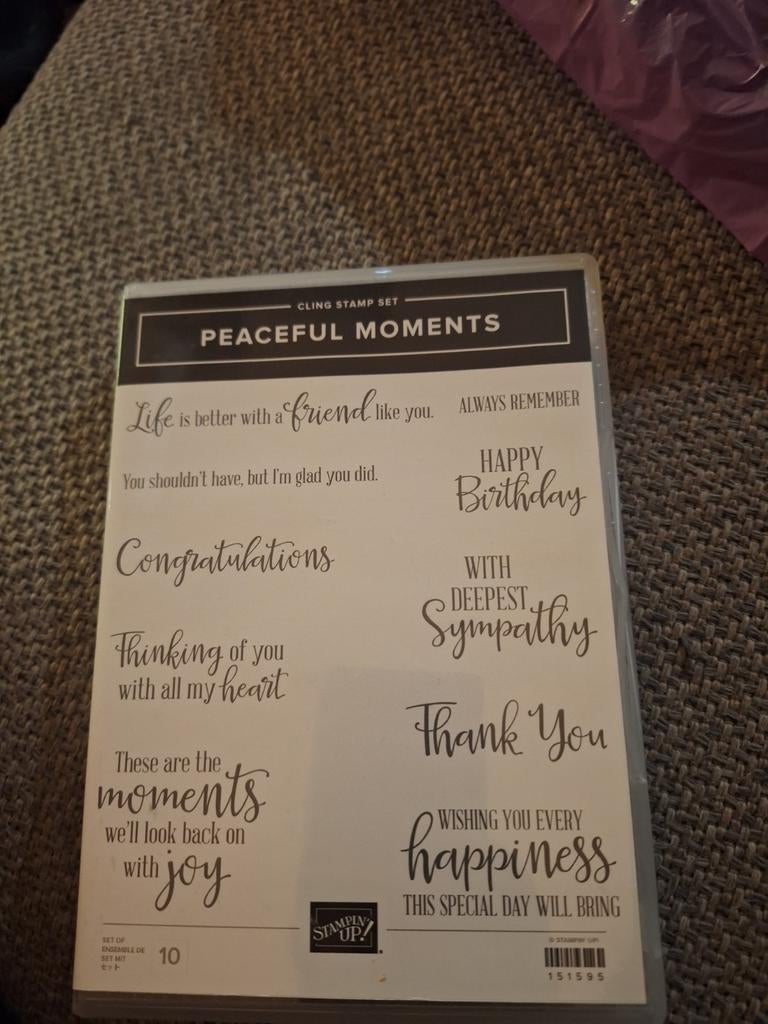 CLING STAMP SET
PEACEFUL MOMENTS
Life is better with a friend like you.
ALWAYS REMEMBER
You shouldn't have, but I'm glad you did.
HAPPY
Birthday
Congratulations
WITH
DEEPEST
Sympathy
Thinking of you
with all my heart
Thank You
These are the
moments
we'll look back on
with joy
WISHING YOU EVERY
happiness
THIS SPECIAL DAY WILL BRING
SET OF
ENSEMBLE DE
SET MIT
セット
10
STAMPIN'
UP!
© STAMPIN' UP!
151595